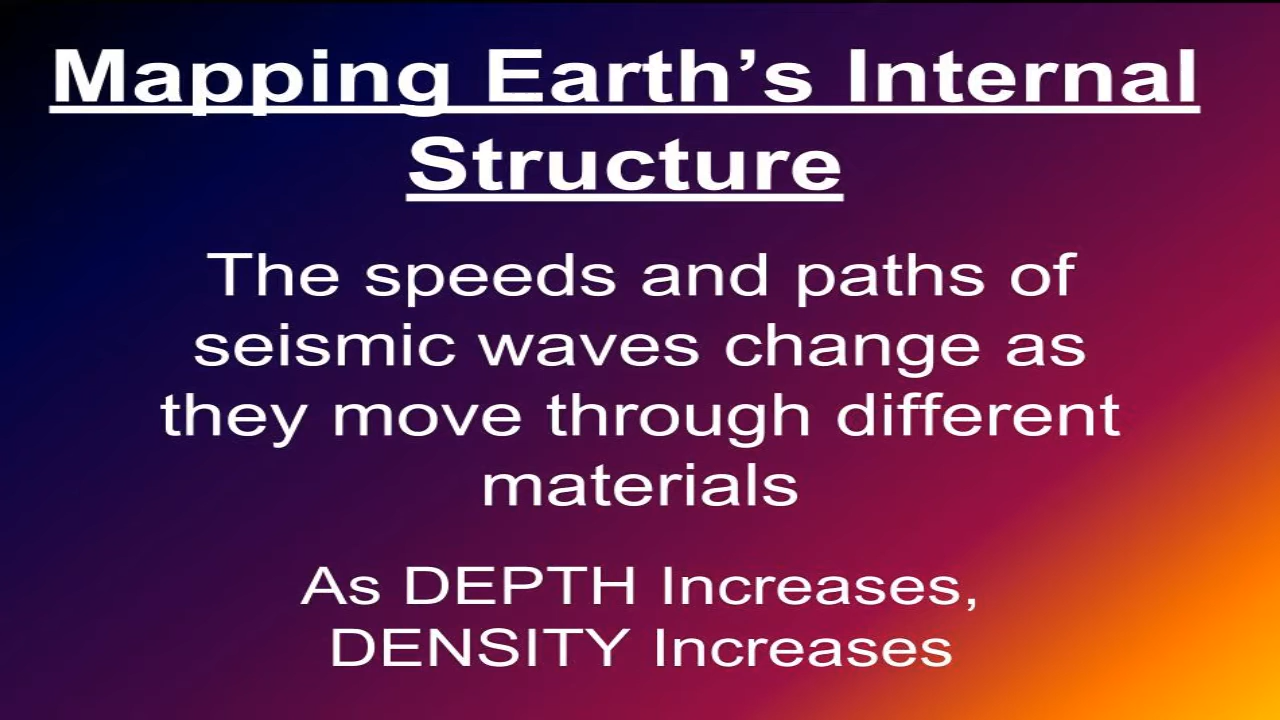 Mapping Earth’s Internal
Structure
The speeds and paths of
seismic waves change as
they move through different
materials
As DEPTH Increases,
DENSITY Increases